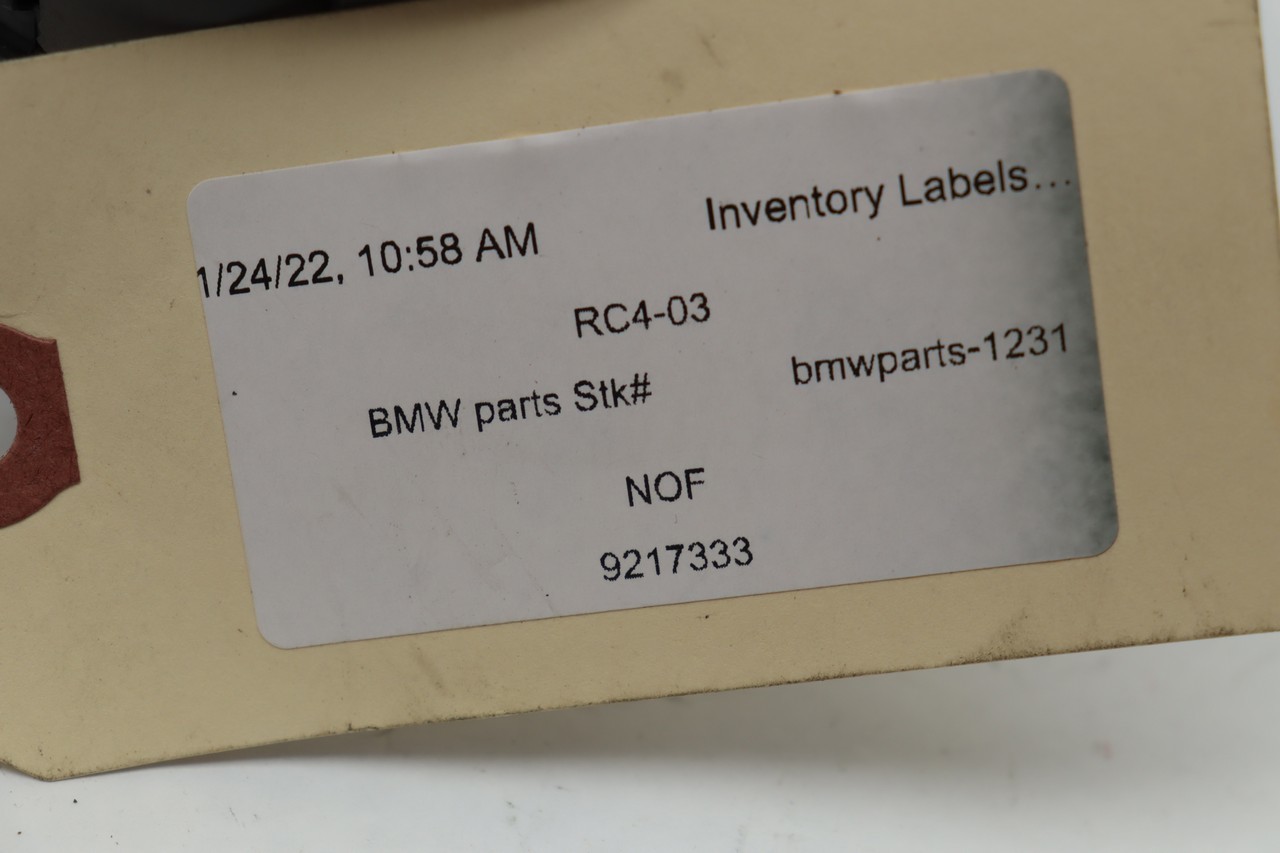 1/24/22, 10:58 AM Inventory Labels...
RC4-03
BMW parts Stk# bmwparts-1231
NOF
9217333